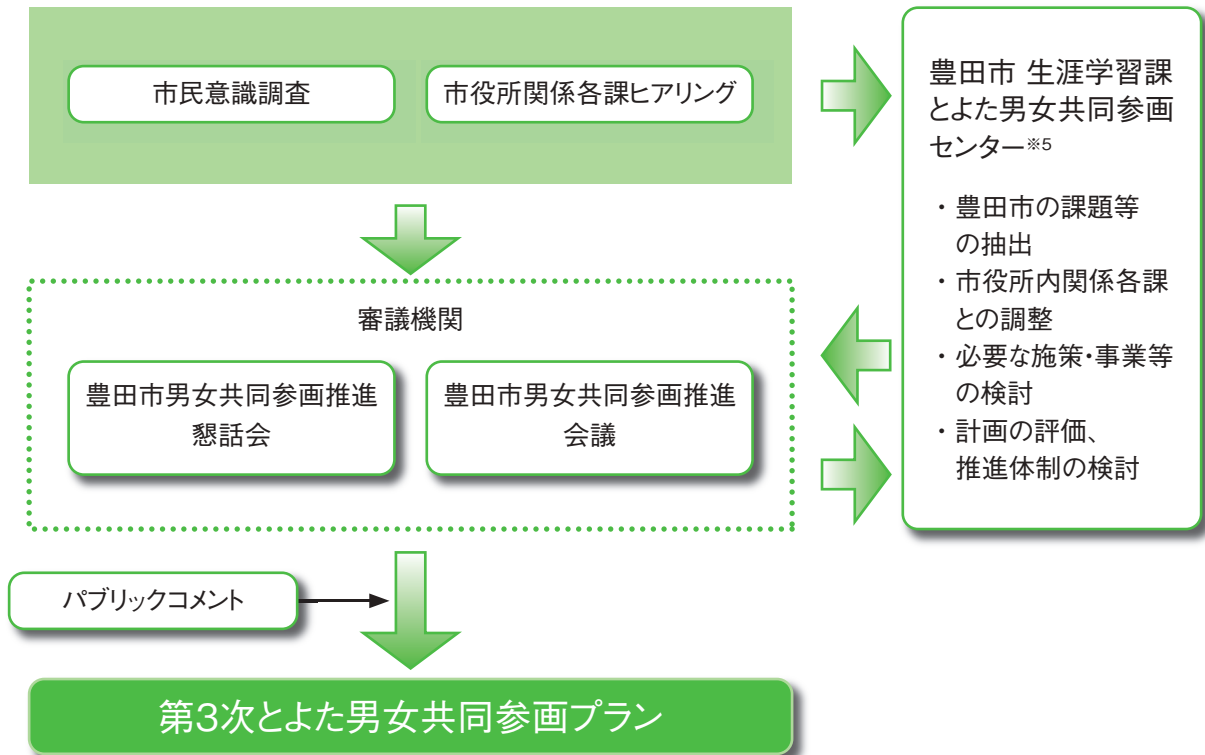 市民意識調査
市役所関係各課ヒアリング
豊田市 生涯学習課
とよた男女共同参画
センター※5
・豊田市の課題等
の抽出
・市役所内関係各課
との調整
・必要な施策・事業等
の検討
・計画の評価、
推進体制の検討
審議機関
豊田市男女共同参画推進
懇話会
豊田市男女共同参画推進
会議
パブリックコメント
第3次とよた男女共同参画プラン